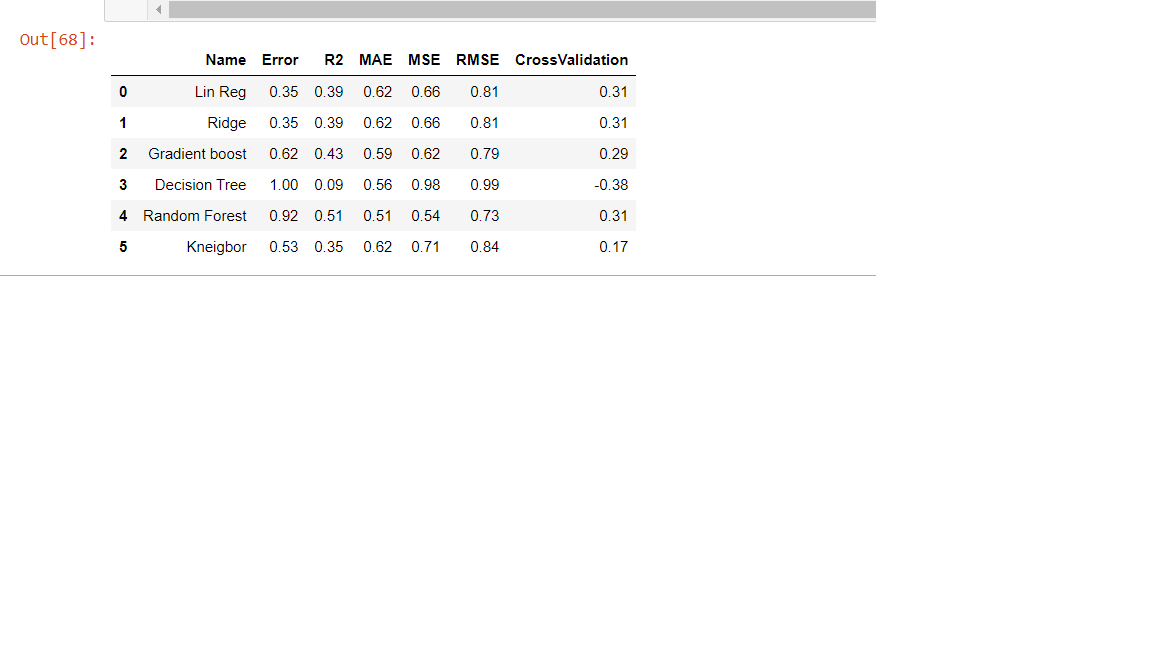 Out[68]:
Name Error R2 MAE MSE RMSE CrossValidation
0 Lin Reg 0.35 0.39 0.62 0.66 0.81 0.31
1 Ridge 0.35 0.39 0.62 0.66 0.81 0.31
2 Gradient boost 0.62 0.43 0.59 0.62 0.79 0.29
3 Decision Tree 1.00 0.09 0.56 0.98 0.99 -0.38
4 Random Forest 0.92 0.51 0.51 0.54 0.73 0.31
5 Kneigbor 0.53 0.35 0.62 0.71 0.84 0.17